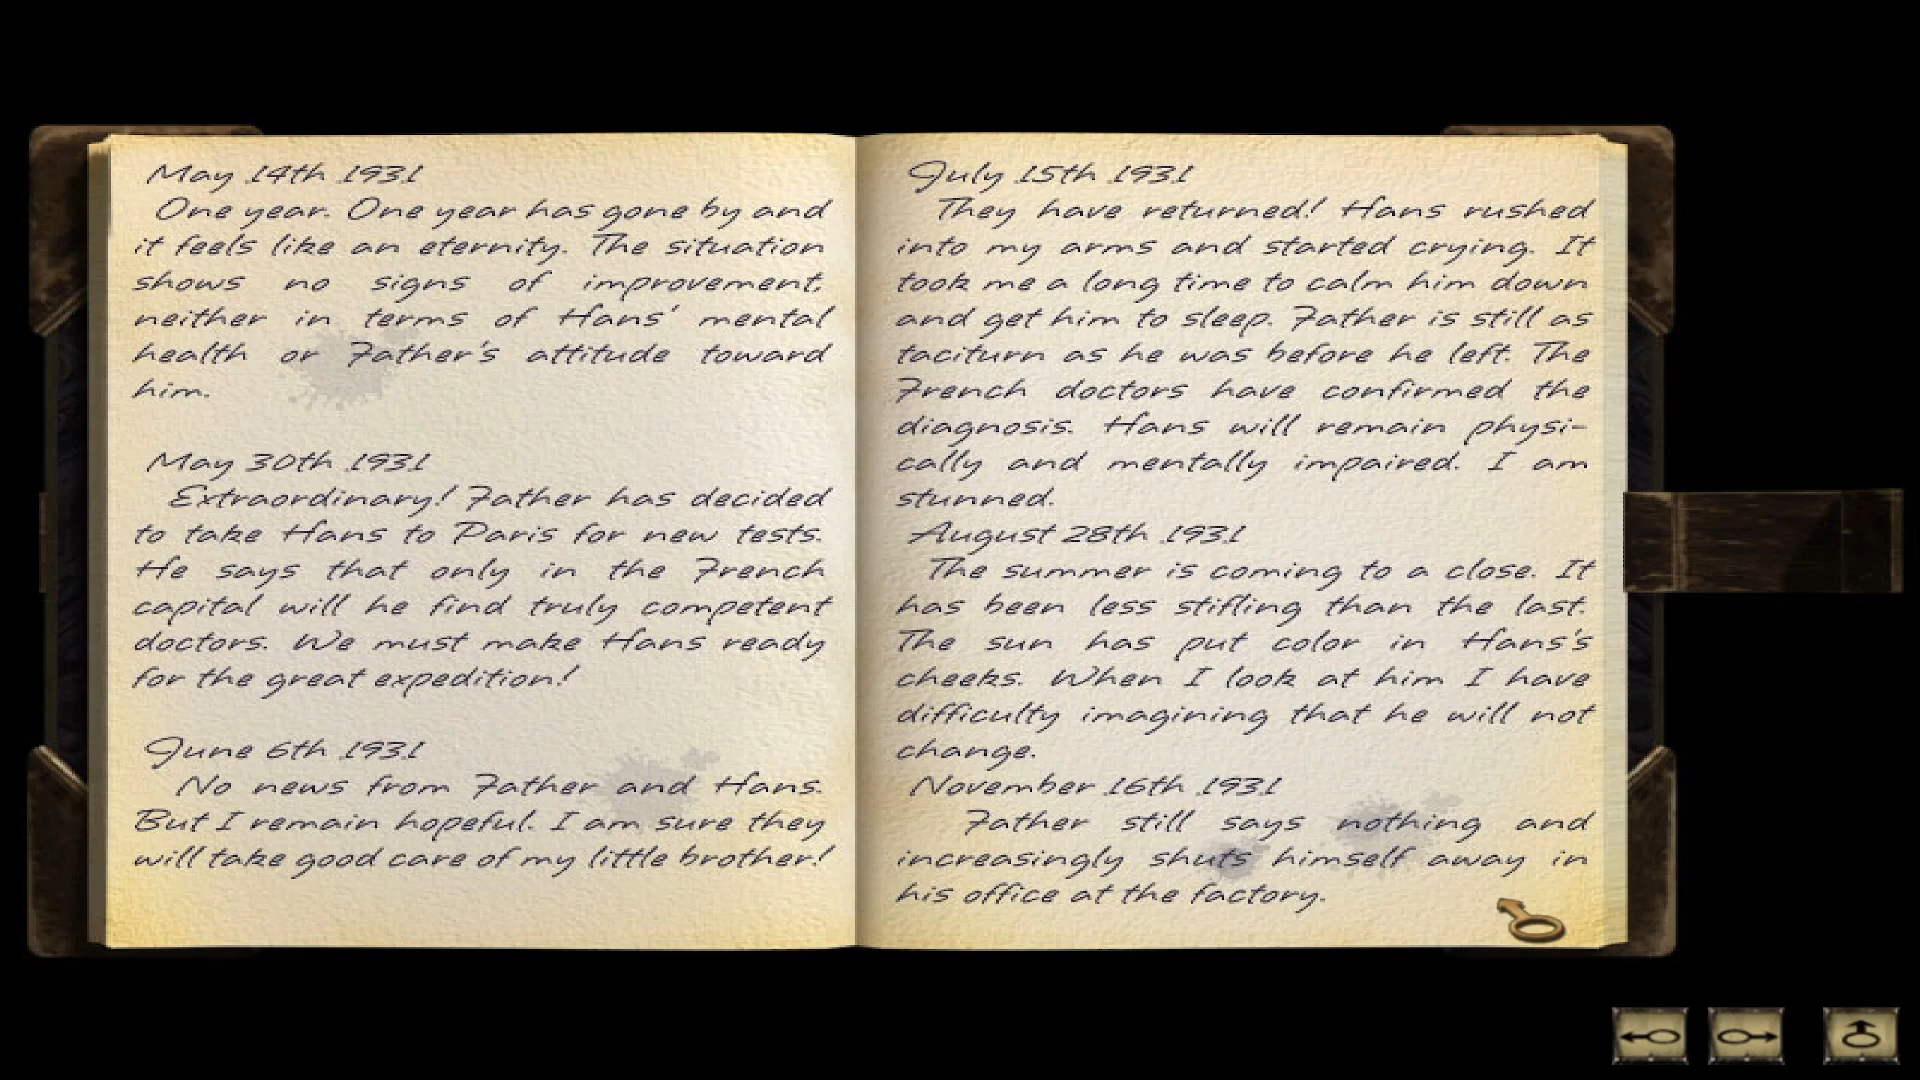 May 14th 1931
One year. One year has gone by and
it feels like an eternity. The situation
shows no signs of improvement,
neither in terms of Hans' mental
health or Father's attitude toward
him.
May 30th 1931
Extraordinary! Father has decided
to take Hans to Paris for new tests.
He says that only in the French
capital will he find truly competent
doctors. We must make Hans ready
for the great expedition!
June 6th 1931
No news from Father and Hans.
But I remain hopeful. I am sure they
will take good care of my little brother!
July 15th 1931
They have returned! Hans rushed
into my arms and started crying. It
took me a long time to calm him down
and get him to sleep. Father is still as
taciturn as he was before he left. The
French doctors have confirmed the
diagnosis. Hans will remain physi-
cally and mentally impaired. I am
stunned.
August 28th 1931
The summer is coming to a close. It
has been less stifling than the last.
The sun has put color in Hans's
cheeks. When I look at him I have
difficulty imagining that he will not
change.
November 16th 1931
Father still says nothing and
increasingly shuts himself away in
his office at the factory.